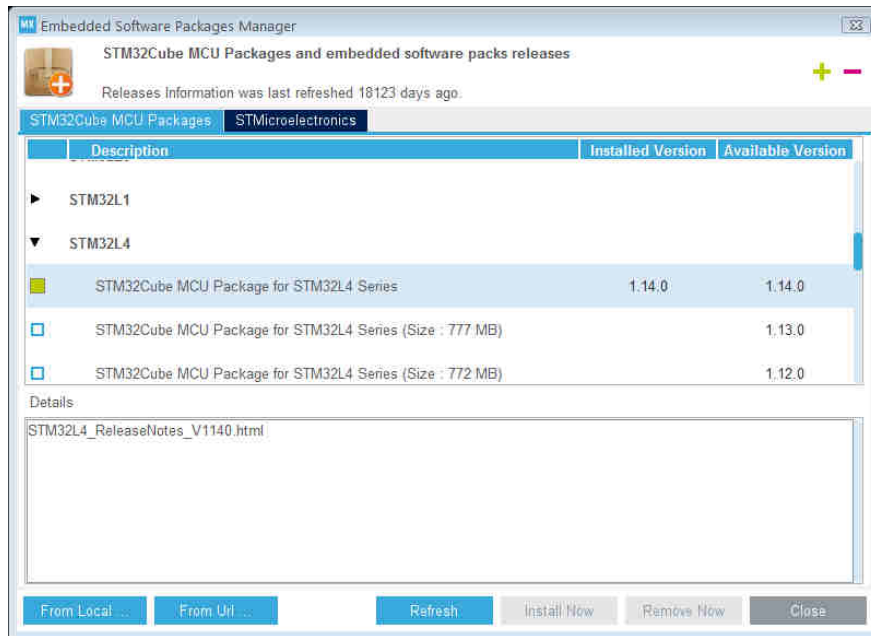 MX Embedded Software Packages Manager
STM32Cube MCU Packages and embedded software packs releases
Releases Information was last refreshed 18123 days ago.
STM32Cube MCU Packages STMicroelectronics
Description Installed Version Available Version
STM32L1
STM32L4
STM32Cube MCU Package for STM32L4 Series 1.14.0 1.14.0
STM32Cube MCU Package for STM32L4 Series (Size : 777 MB) 1.13.0
STM32Cube MCU Package for STM32L4 Series (Size : 772 MB) 1.12.0
Details
STM32L4_ReleaseNotes_V1140.html
From Local ... From Url ... Refresh Install Now Remove Now Close